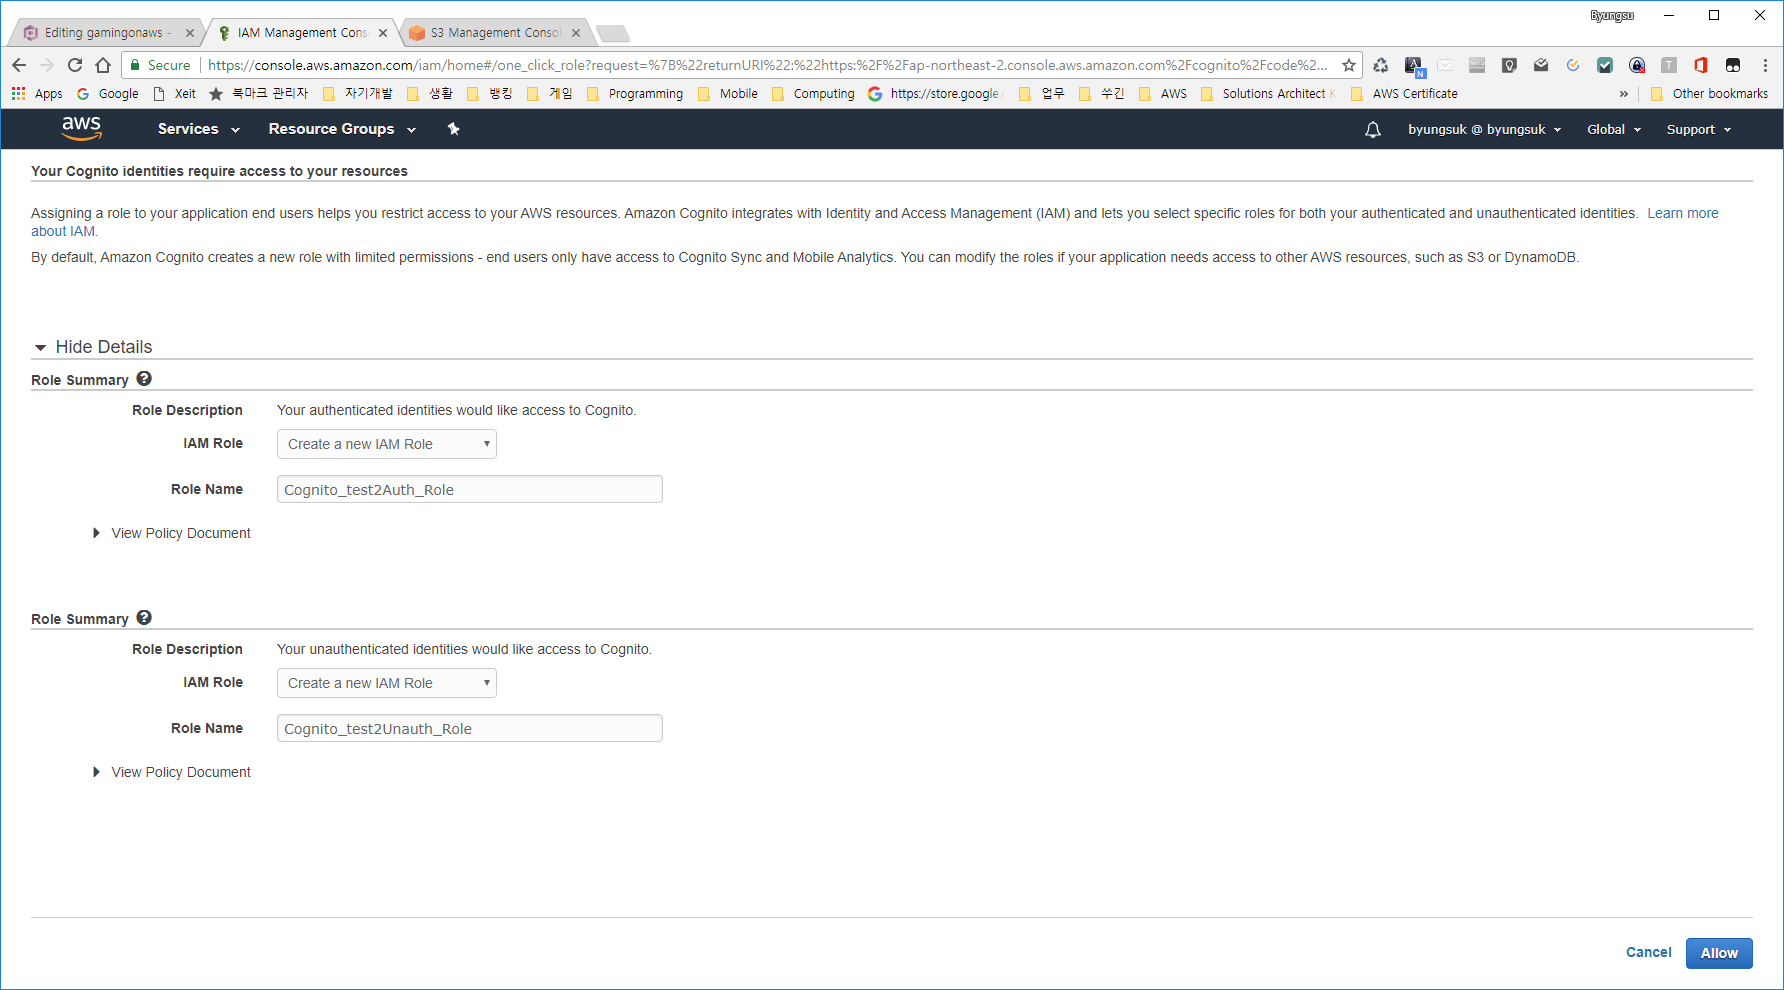 Byungsu
Editing gamingonaws -
IAM Management Cons
S3 Management Consol
Secure
https://console.aws.amazon.com/iam/home#/one_click_role?request=%7B%22returnURI%22:%22https:%2F%2Fap-northeast-2.console.aws.amazon.com%2Fcognito%2Fcode%2...
Apps
Google
Xeit
북마크 관리자
자기개발
생활
뱅킹
게임
Programming
Mobile
Computing
https://store.google.
업무
쑤긴
AWS
Solutions Architect
AWS Certificate
»
Other bookmarks
aws
Services
Resource Groups
byungsuk @ byungsuk
Global
Support
Your Cognito identities require access to your resources
Assigning a role to your application end users helps you restrict access to your AWS resources. Amazon Cognito integrates with Identity and Access Management (IAM) and lets you select specific roles for both your authenticated and unauthenticated identities. Learn more
about IAM.
By default, Amazon Cognito creates a new role with limited permissions - end users only have access to Cognito Sync and Mobile Analytics. You can modify the roles if your application needs access to other AWS resources, such as S3 or DynamoDB.
Hide Details
Role Summary ?
Role Description Your authenticated identities would like access to Cognito.
IAM Role Create a new IAM Role
Role Name Cognito_test2Auth_Role
View Policy Document
Role Summary ?
Role Description Your unauthenticated identities would like access to Cognito.
IAM Role Create a new IAM Role
Role Name Cognito_test2Unauth_Role
View Policy Document
Cancel
Allow